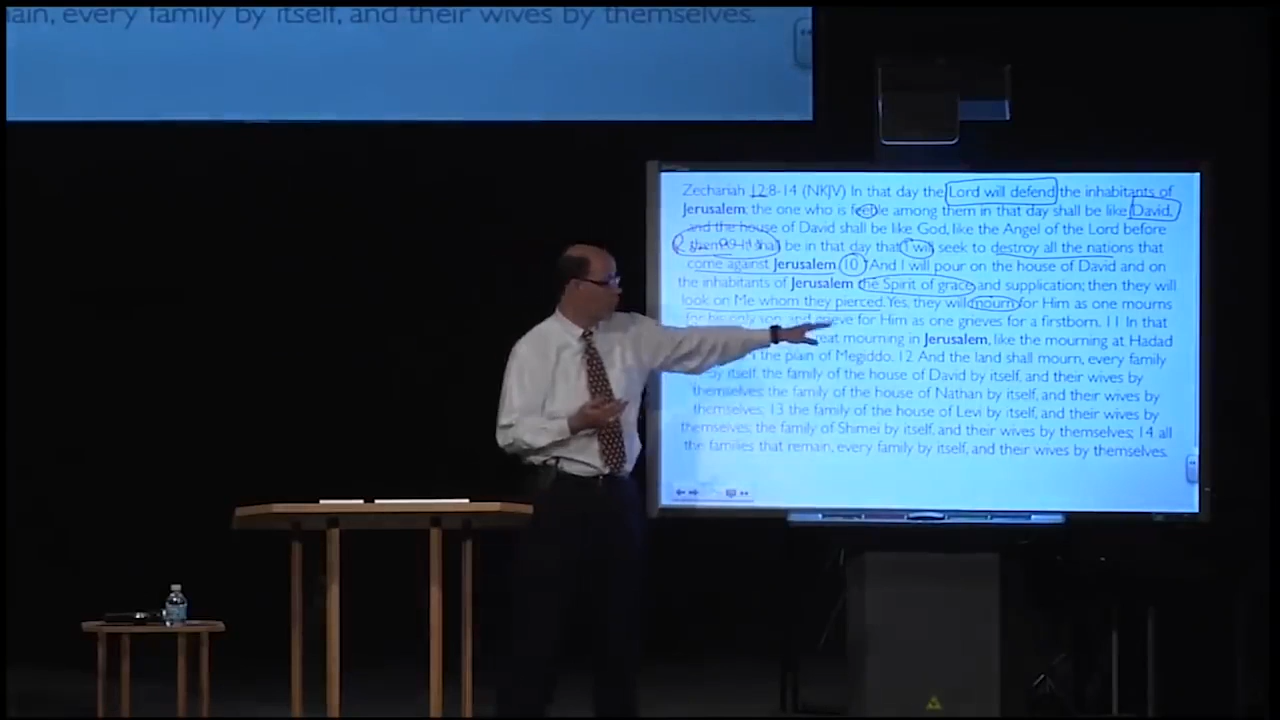 ain, every family by itself, and their wives by themselves.
Zechariah 12:8-14 (NKJV) In that day the Lord will defend the inhabitants of
Jerusalem; the one who is feeble among them in that day shall be like David,
and the house of David shall be like God, like the Angel of the Lord before
them. 9 It shall be in that day that I will seek to destroy all the nations that
come against Jerusalem 10 "And I will pour on the house of David and on
the inhabitants of Jerusalem the Spirit of grace and supplication; then they will
look on Me whom they pierced. Yes, they will mourn for Him as one mourns
for his only son, and grieve for Him as one grieves for a firstborn. 11 In that
reat mourning in Jerusalem, like the mourning at Hadad
the plain of Megiddo. 12 And the land shall mourn, every family
by itself: the family of the house of David by itself, and their wives by
themselves; the family of the house of Nathan by itself, and their wives by
themselves; 13 the family of the house of Levi by itself, and their wives by
themselves; the family of Shimei by itself, and their wives by themselves; 14 all
the families that remain, every family by itself, and their wives by themselves.